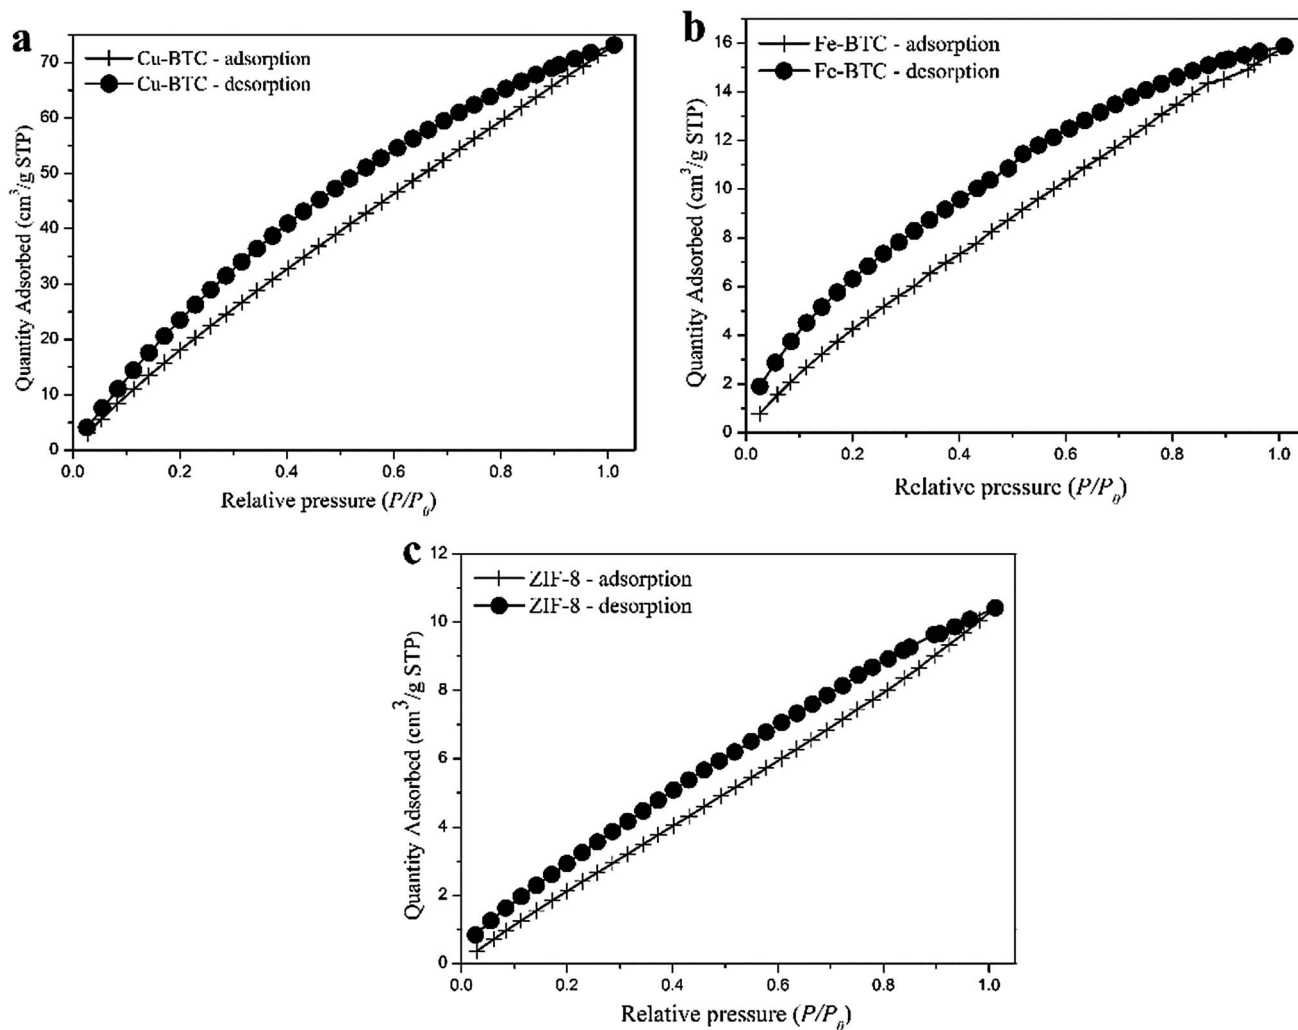 a
Cu-BTC - adsorption
Cu-BTC - desorption
Quantity Adsorbed (cm³/g STP)
70
60
50
40
30
20
10
0
0.0 0.2 0.4 0.6 0.8 1.0
Relative pressure (P/P₀)
b
Fe-BTC - adsorption
Fe-BTC - desorption
Quantity Adsorbed (cm³/g STP)
16
14
12
10
8
6
4
2
0
0.0 0.2 0.4 0.6 0.8 1.0
Relative pressure (P/P₀)
c
ZIF-8 - adsorption
ZIF-8 - desorption
Quantity Adsorbed (cm³/g STP)
12
10
8
6
4
2
0
0.0 0.2 0.4 0.6 0.8 1.0
Relative pressure (P/P₀)